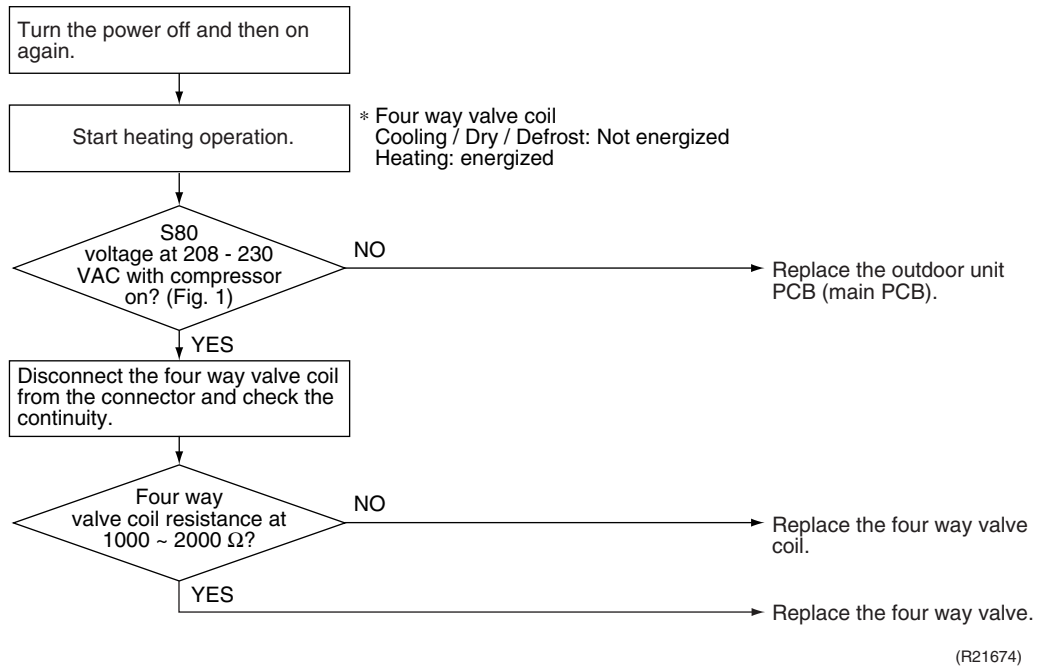 Turn the power off and then on
again.
Start heating operation.
* Four way valve coil
Cooling / Dry / Defrost: Not energized
Heating: energized
S80
voltage at 208 - 230
VAC with compressor
on? (Fig. 1)
NO
Replace the outdoor unit
PCB (main PCB).
YES
Disconnect the four way valve coil
from the connector and check the
continuity.
Four way
valve coil resistance at
1000 ~ 2000 Ω?
NO
Replace the four way valve
coil.
YES
Replace the four way valve.
(R21674)